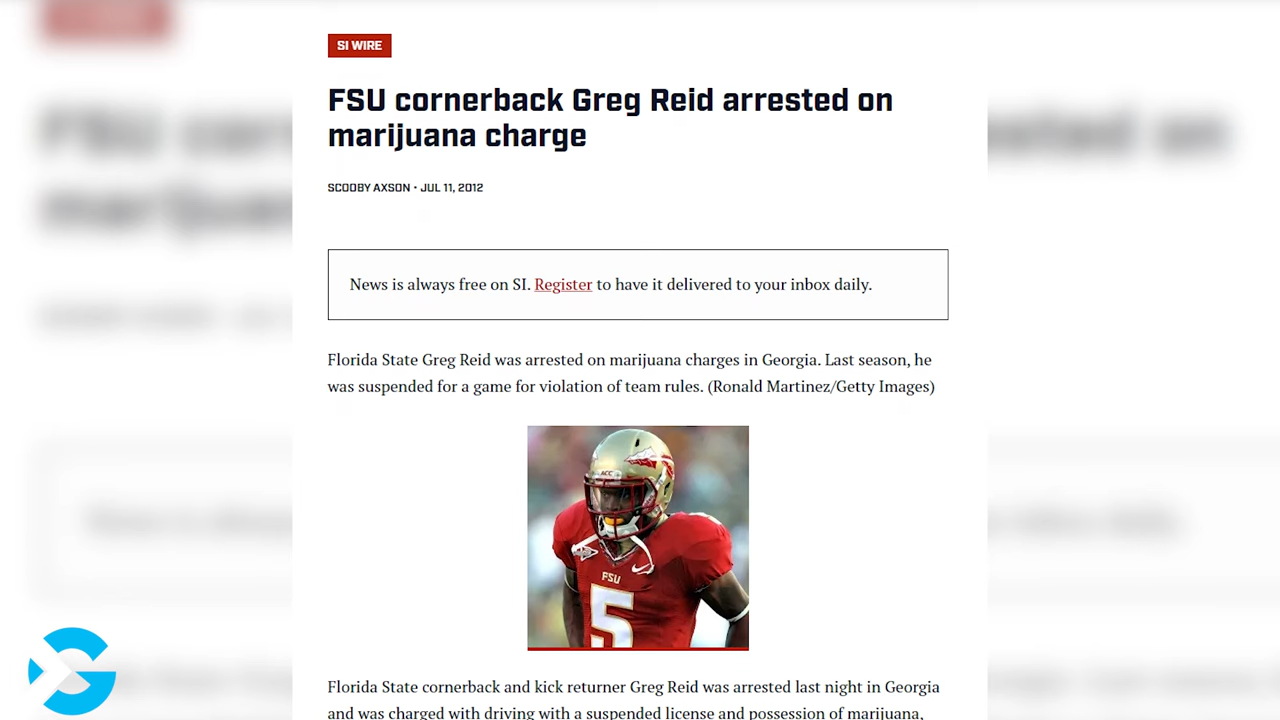 SI WIRE
FSU cornerback Greg Reid arrested on
marijuana charge
SCOOBY AXSON • JUL 11, 2012
News is always free on SI. Register to have it delivered to your inbox daily.
Florida State Greg Reid was arrested on marijuana charges in Georgia. Last season, he
was suspended for a game for violation of team rules. (Ronald Martinez/Getty Images)
ACC
FSU
5
Florida State cornerback and kick returner Greg Reid was arrested last night in Georgia
and was charged with driving with a suspended license and possession of marijuana,